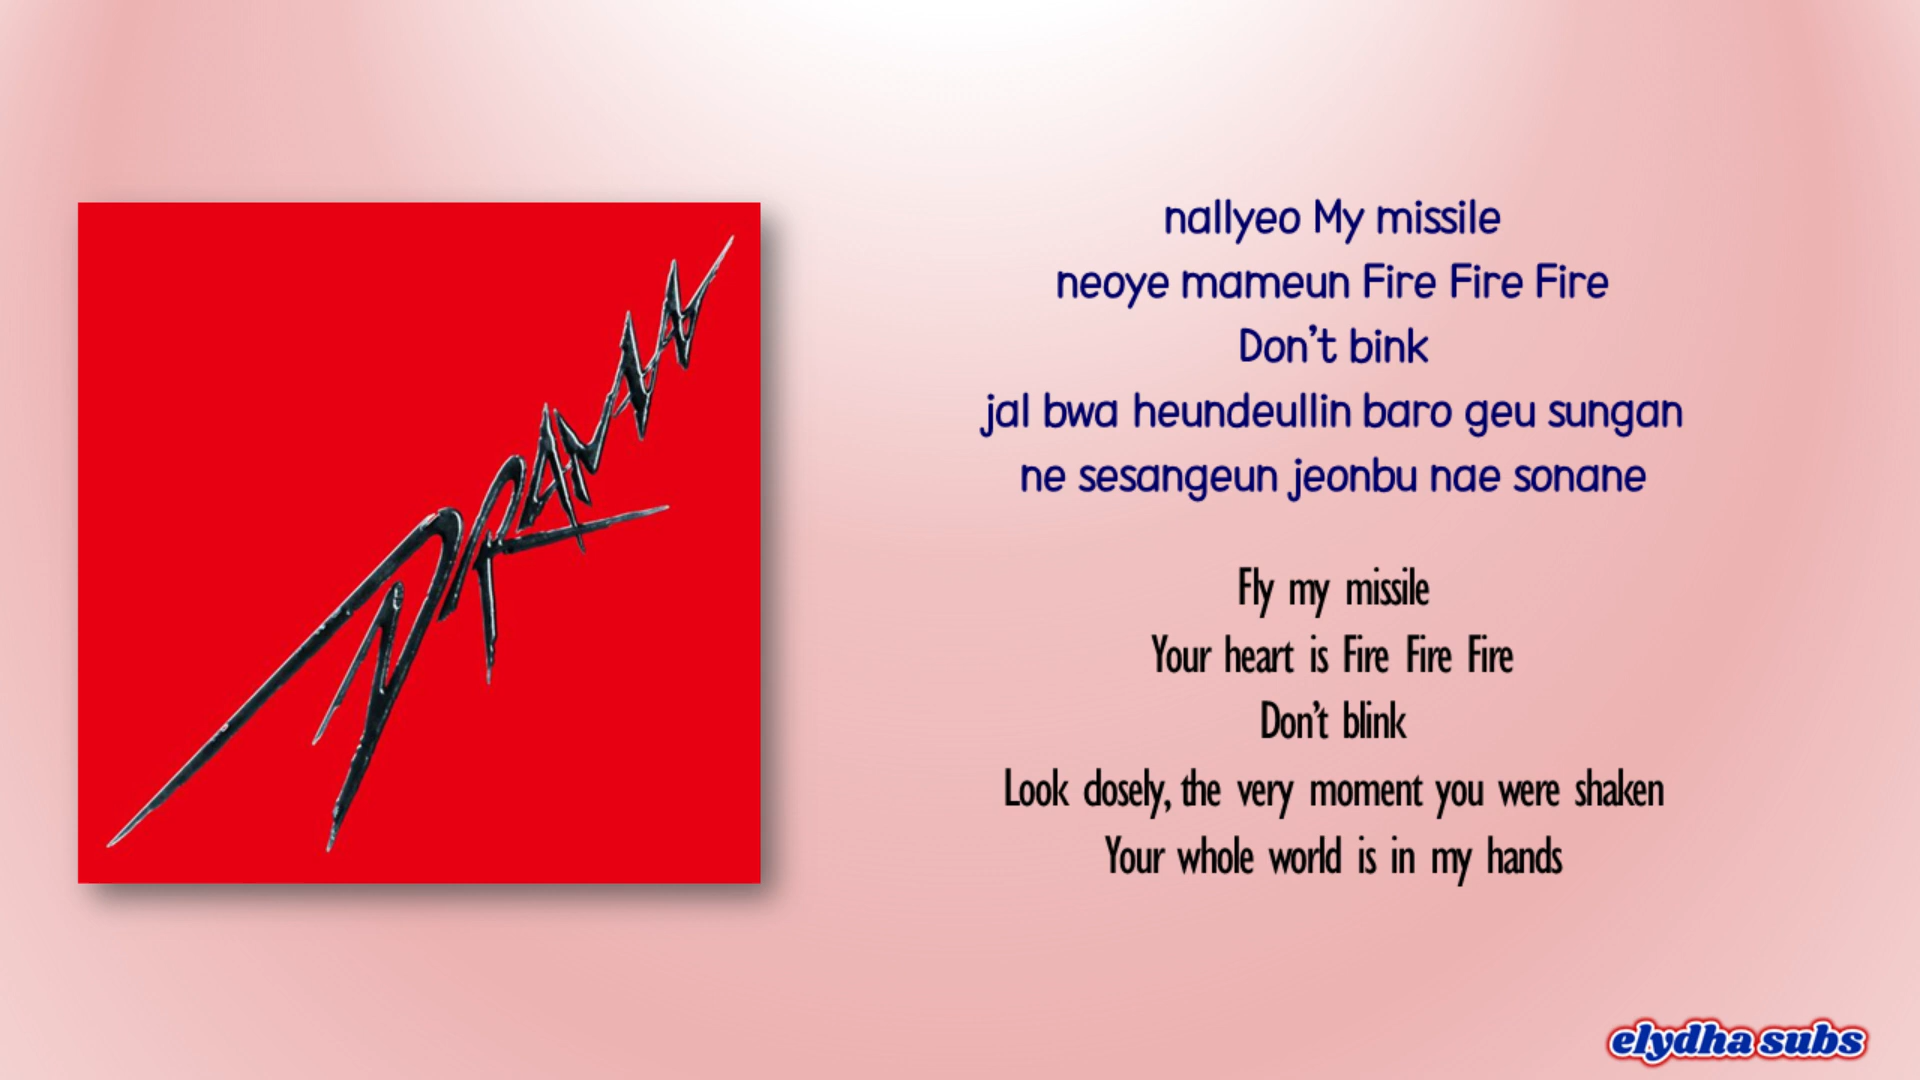 DRAMA
nallyeo My missile
neoye mameun Fire Fire Fire
Don't bink
jal bwa heundeullin baro geu sungan
ne sesangeun jeonbu nae sonane
Fly my missile
Your heart is Fire Fire Fire
Don't blink
Look closely, the very moment you were shaken
Your whole world is in my hands
elydha subs